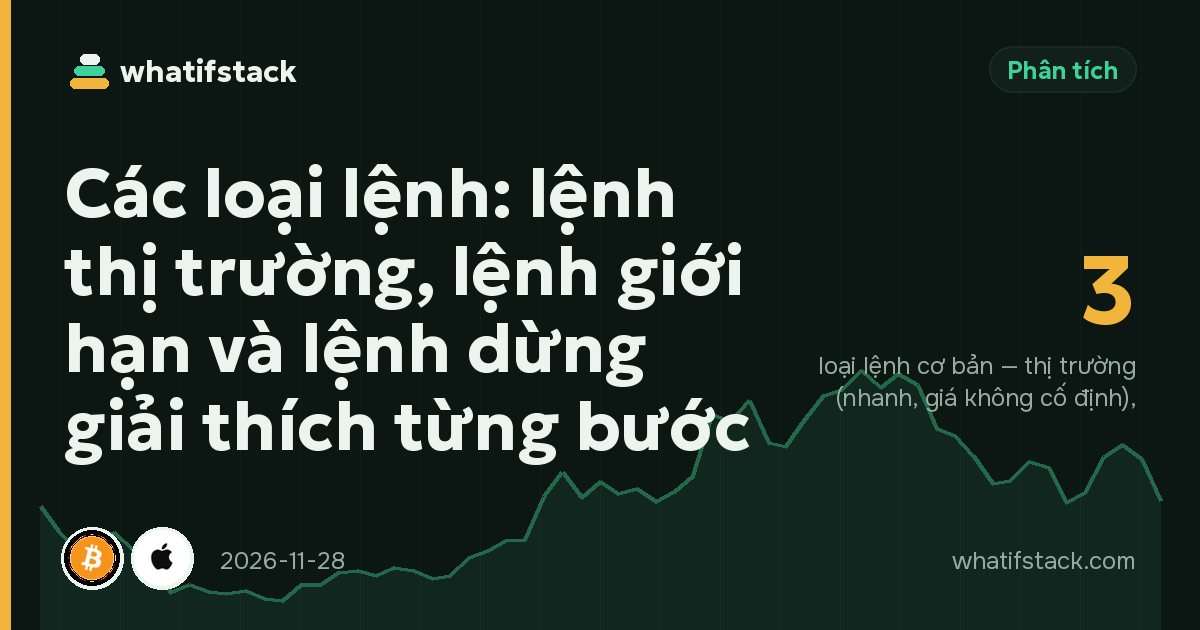 whatifstack
Phân tích
Các loại lệnh: lệnh
thị trường, lệnh giới
hạn và lệnh dừng
giải thích từng bước
3
loại lệnh cơ bản — thị trường
(nhanh, giá không cố định),
2026-11-28
whatifstack.com